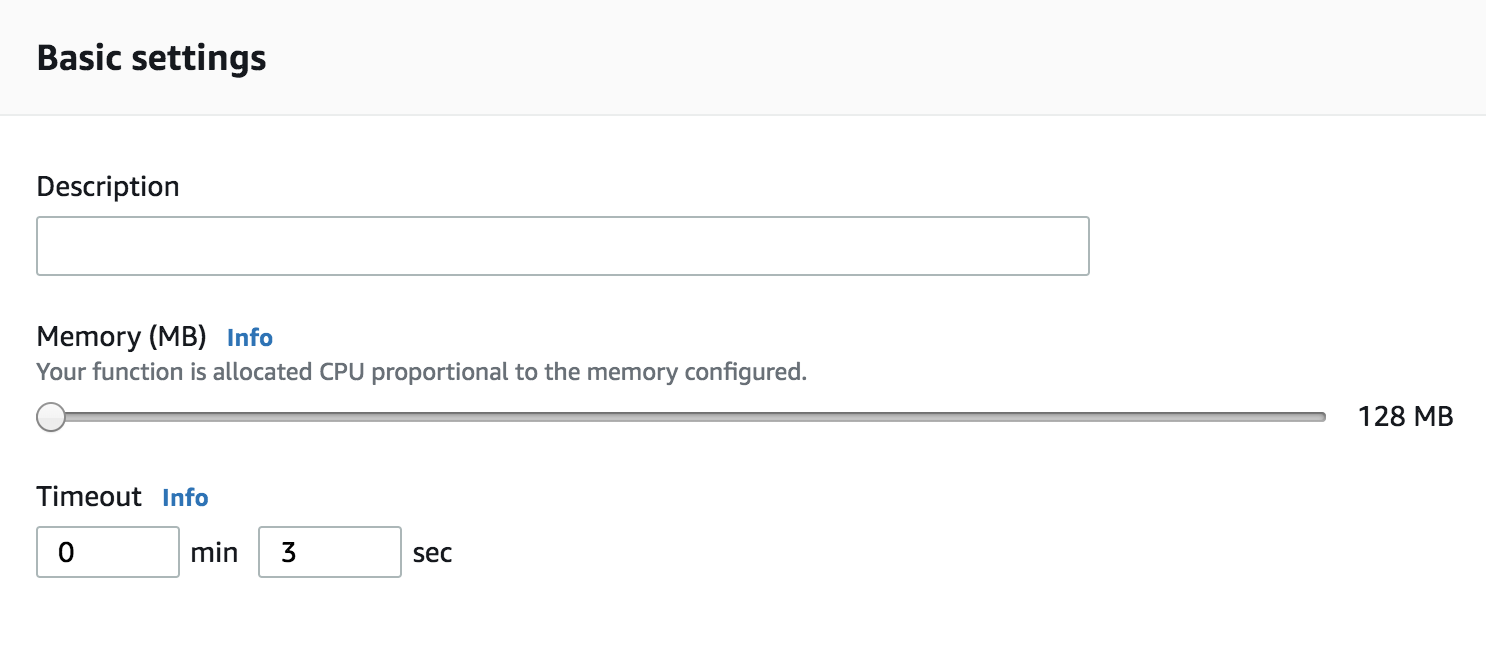 Basic settings
Description
Memory (MB) Info
Your function is allocated CPU proportional to the memory configured.
128 MB
Timeout Info
0 min 3 sec